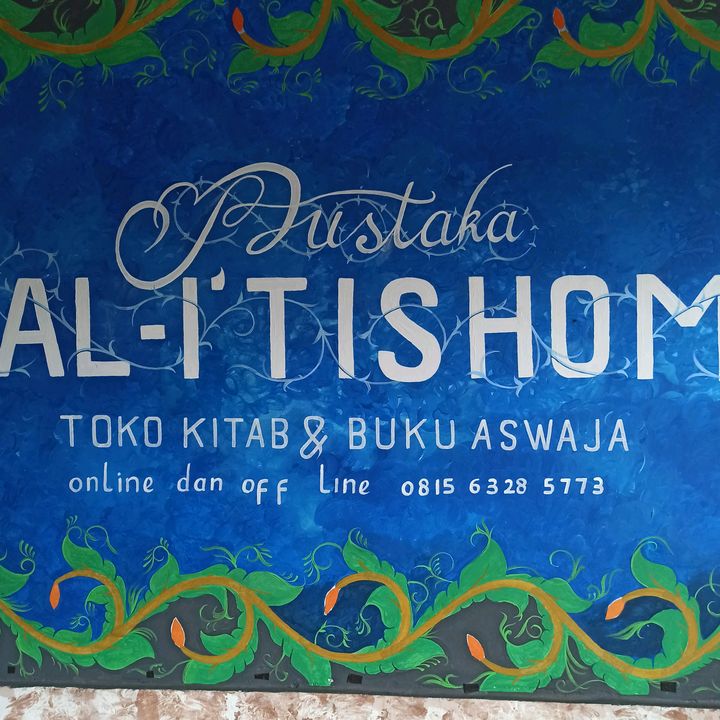 Pustaka
AL-I'TISHOM
TOKO KITAB & BUKU ASWAJA
online dan off Line 0815 6328 5773